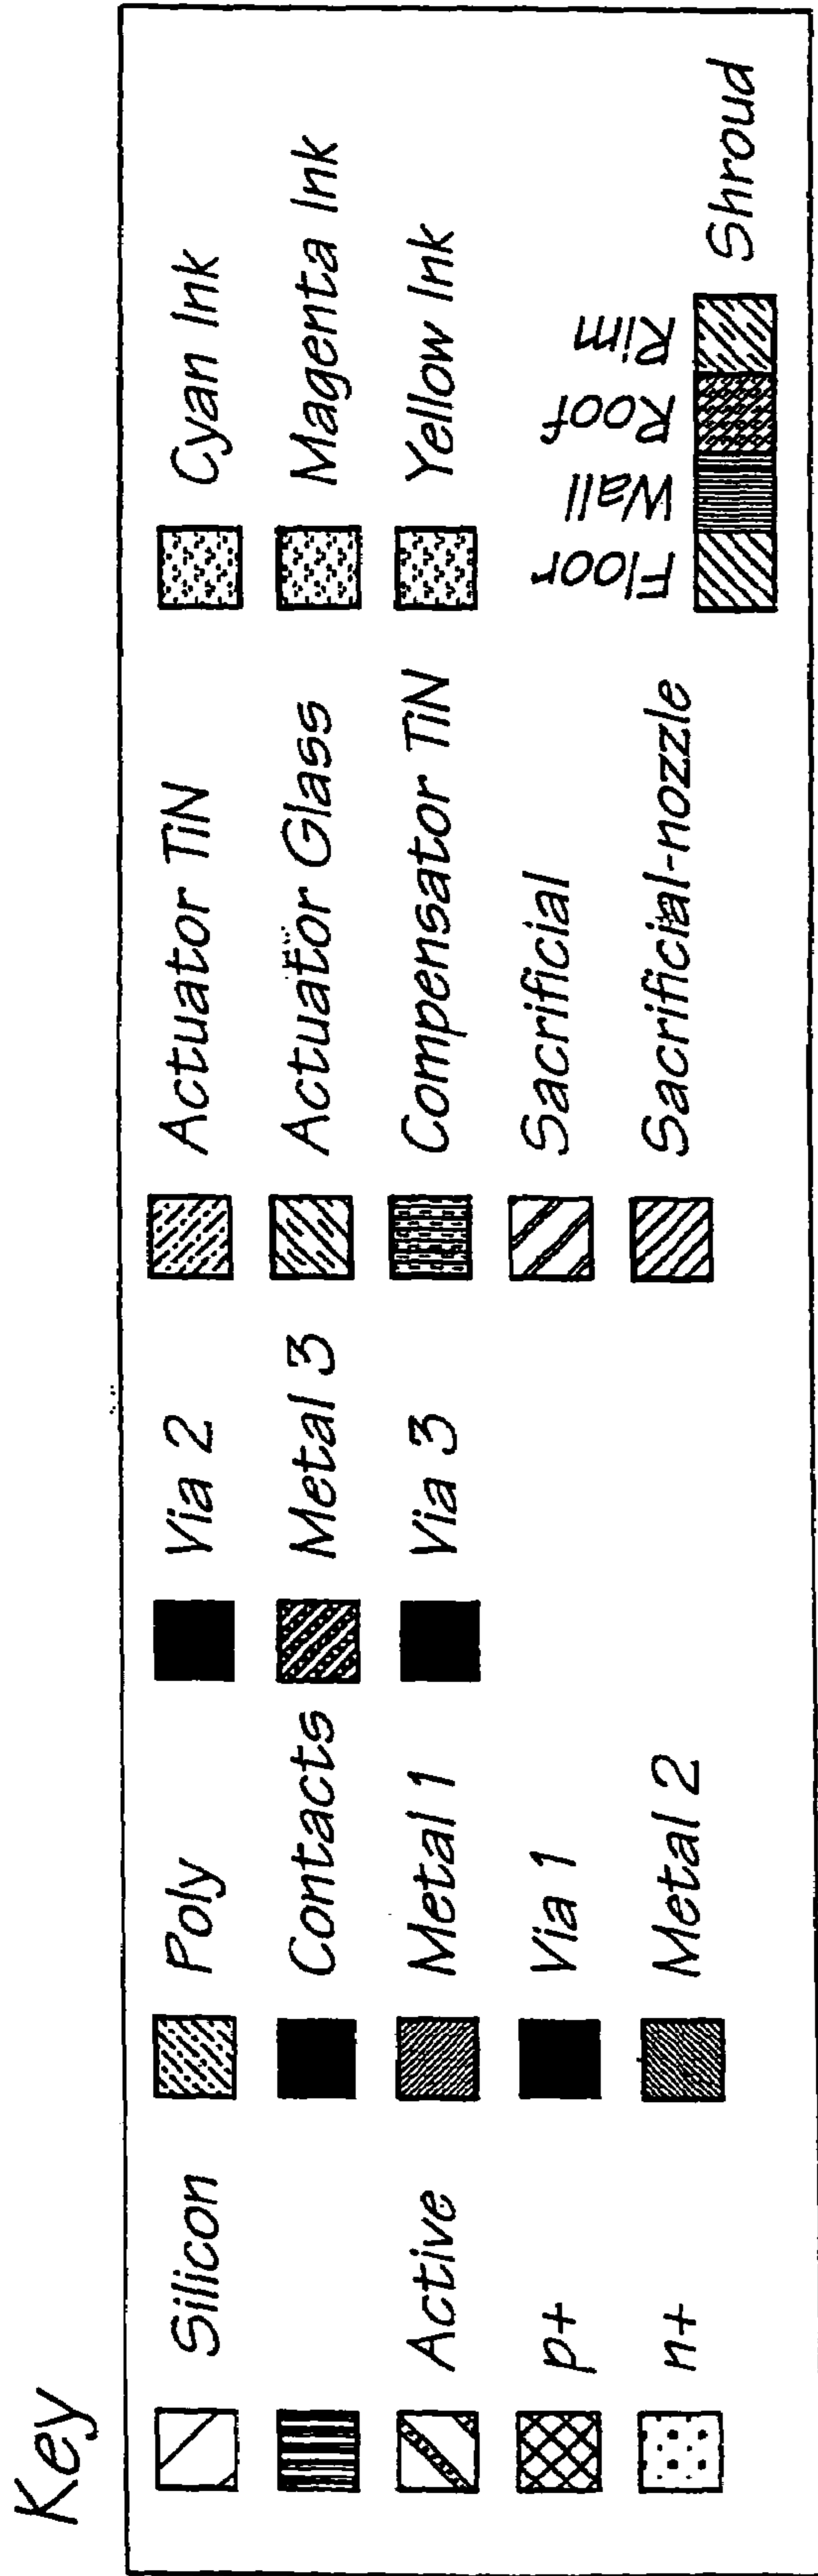 Key
Silicon
Active
p+
n+
Poly
Contacts
Metal 1
Via 1
Metal 2
Via 2
Metal 3
Via 3
Actuator TiN
Actuator Glass
Compensator TiN
Sacrificial
Sacrificial-nozzle
Cyan Ink
Magenta Ink
Yellow Ink
Floor
Wall
Roof
Rim
Shroud